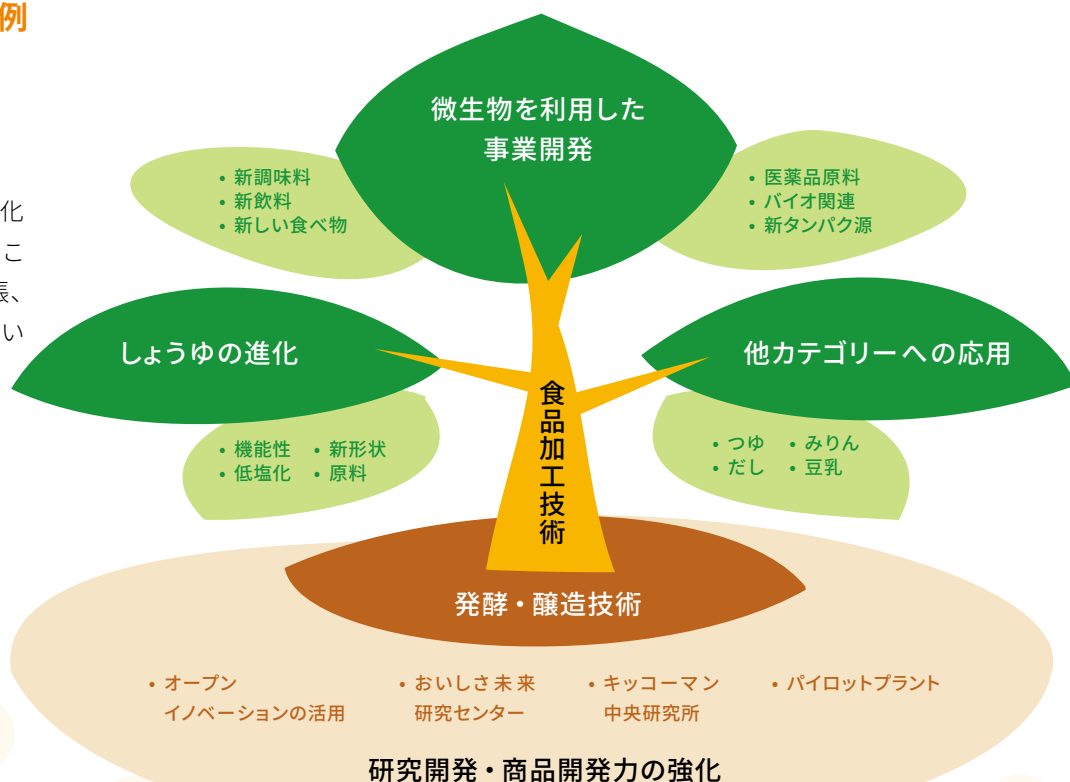 例
化
こ
張、
い
微生物を利用した
事業開発
• 新調味料
• 新飲料
• 新しい食べ物
• 医薬品原料
• バイオ関連
• 新タンパク源
しょうゆの進化
他カテゴリーへの応用
• 機能性 • 新形状
• 低塩化 • 原料
• つゆ • みりん
• だし • 豆乳
食品加工技術
発酵・醸造技術
• オープン
イノベーションの活用
• おいしさ未来
研究センター
• キッコーマン
中央研究所
• パイロットプラント
研究開発・商品開発力の強化